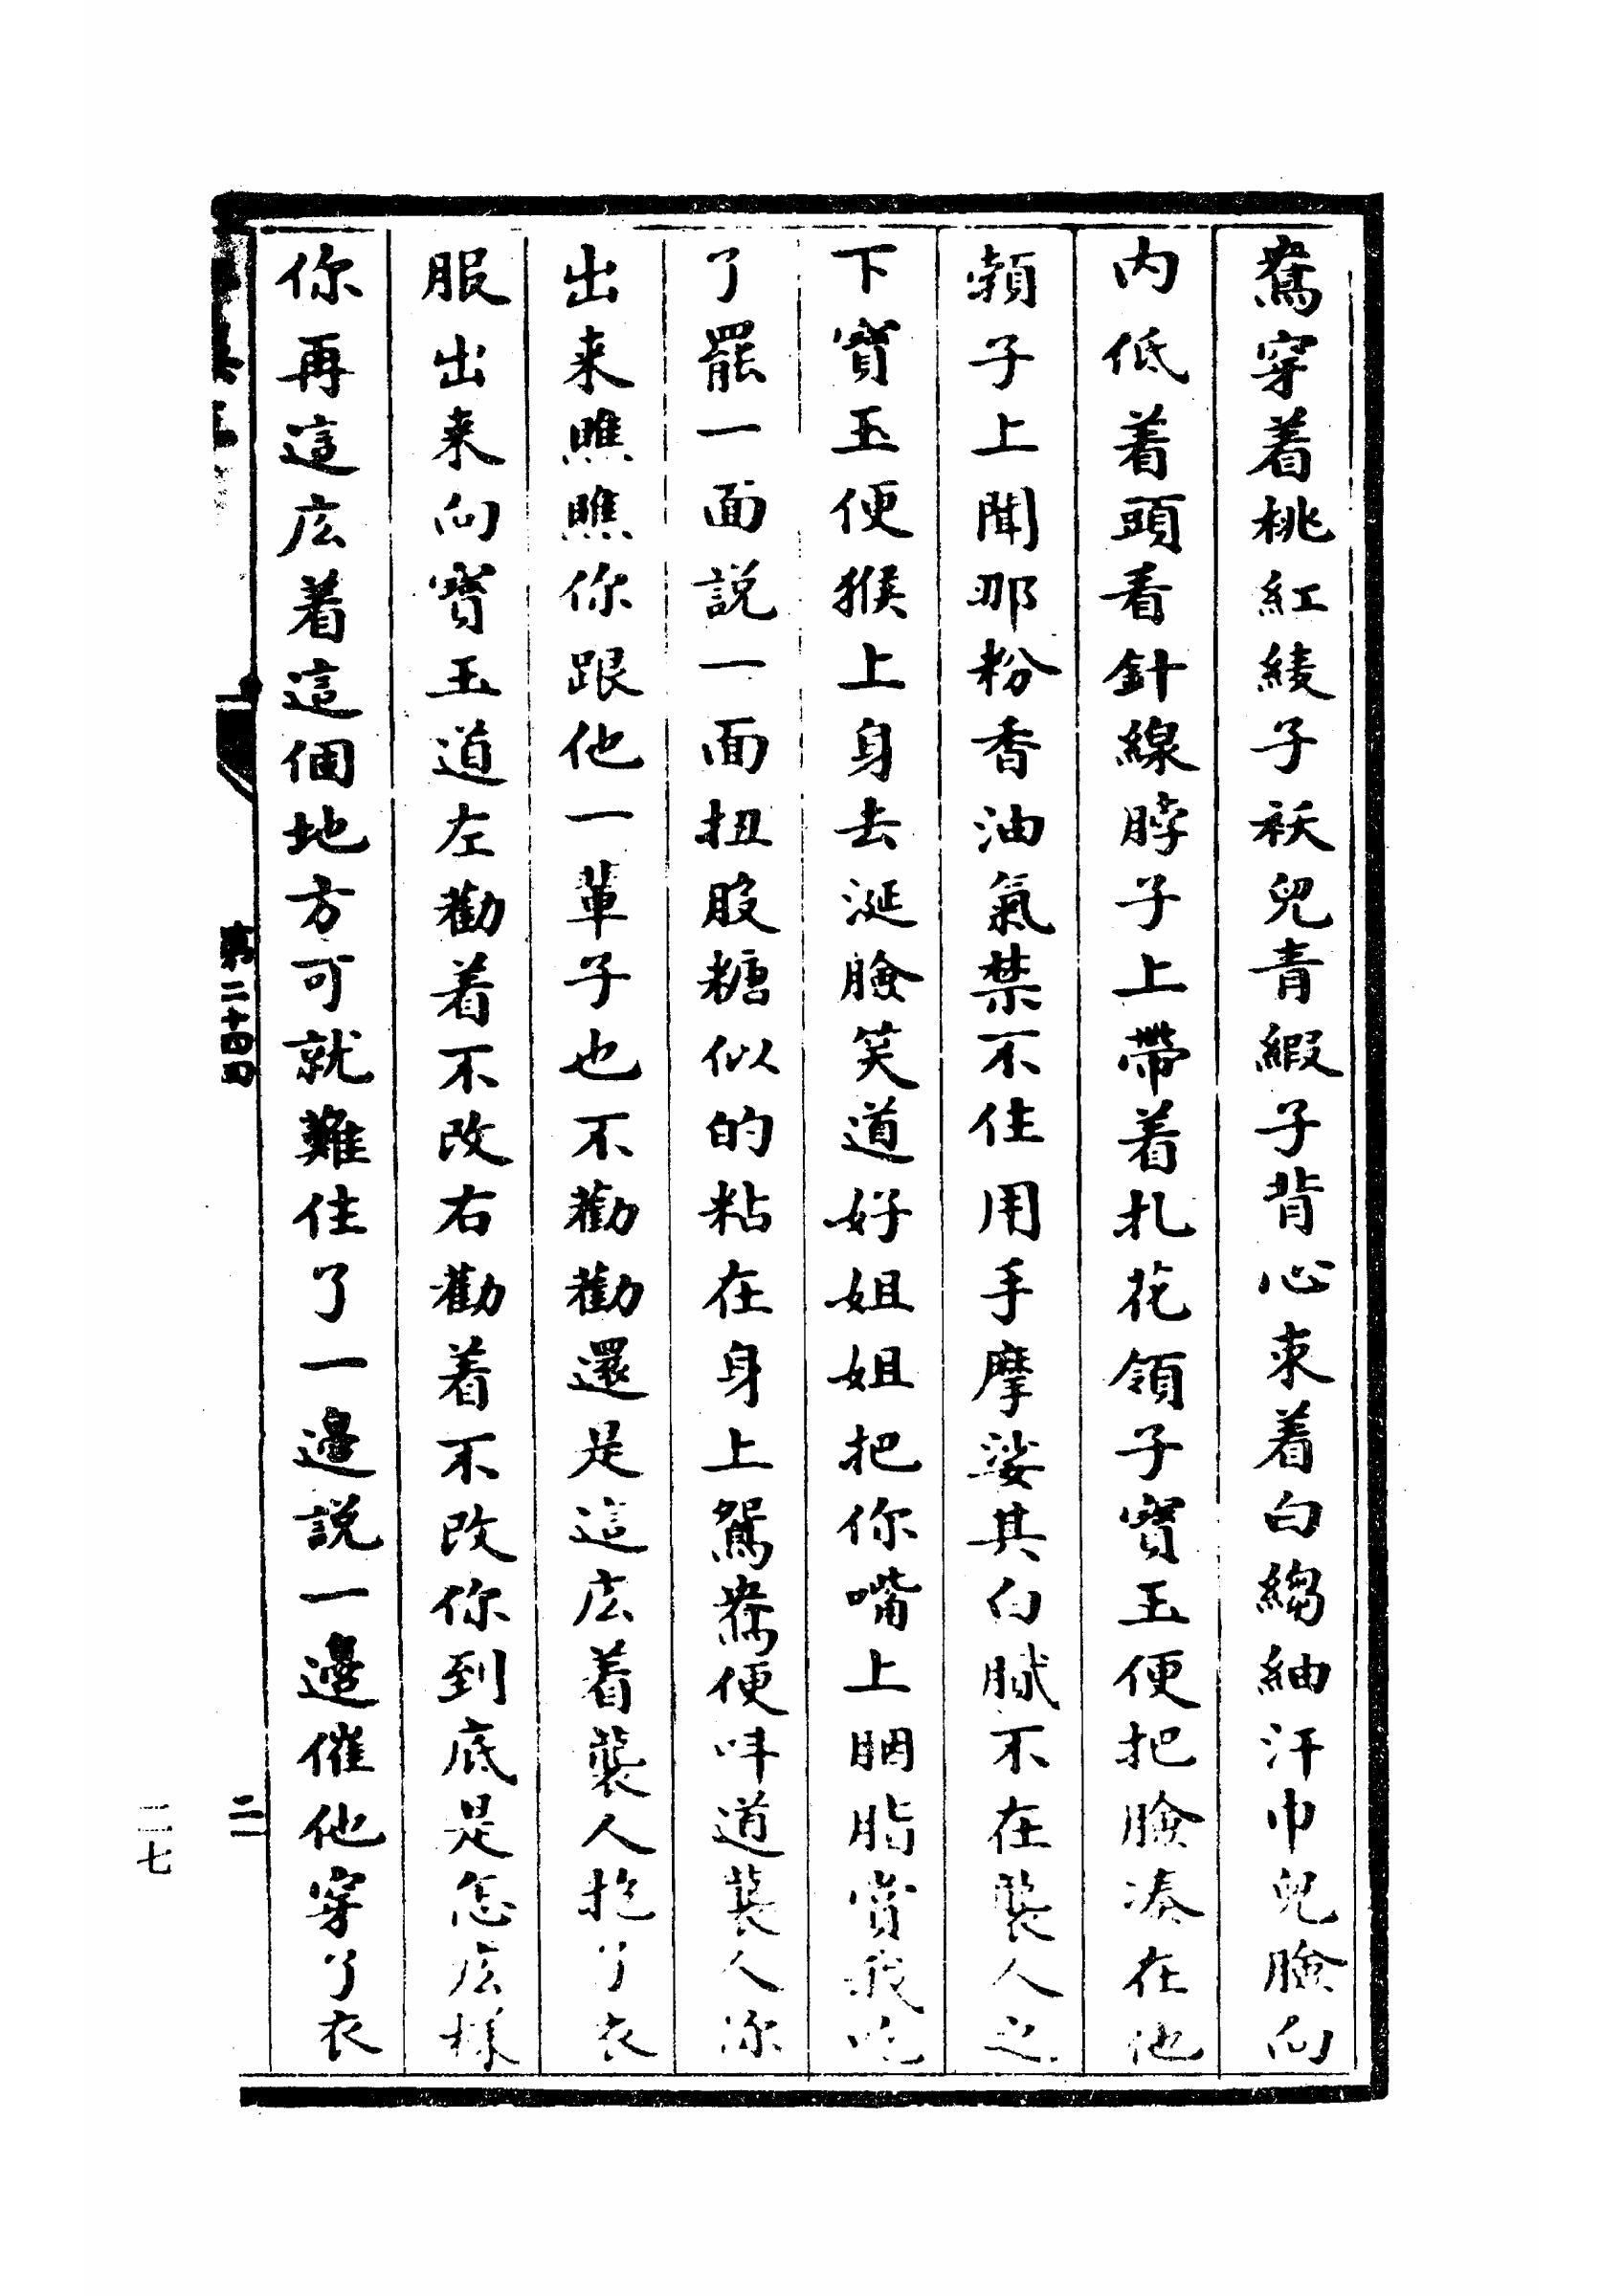 鴦穿着桃紅綾子袄兒青緞子背心束着白縐紬汗巾兒臉向
内低着頭看針線脖子上帶着扎花領子寶玉便把臉凑在他
頸子上聞那粉香油氣禁不住用手摩娑其白膩不在襲人之
下寶玉便猴上身去涎臉笑道好姐姐把你嘴上胭脂賞我吃
了罷一面説一面扭股糖似的粘在身上鴛鴦便呌道襲人你
出来瞧瞧你跟他一輩子也不勸勸還是這庅着襲人抱了衣
服出来向寶玉道左勸着不改右勸着不改你到底是怎庅樣
你再這庅着這個地方可就難住了一邊説一邊催他穿了衣
第二十四回
二
二一七